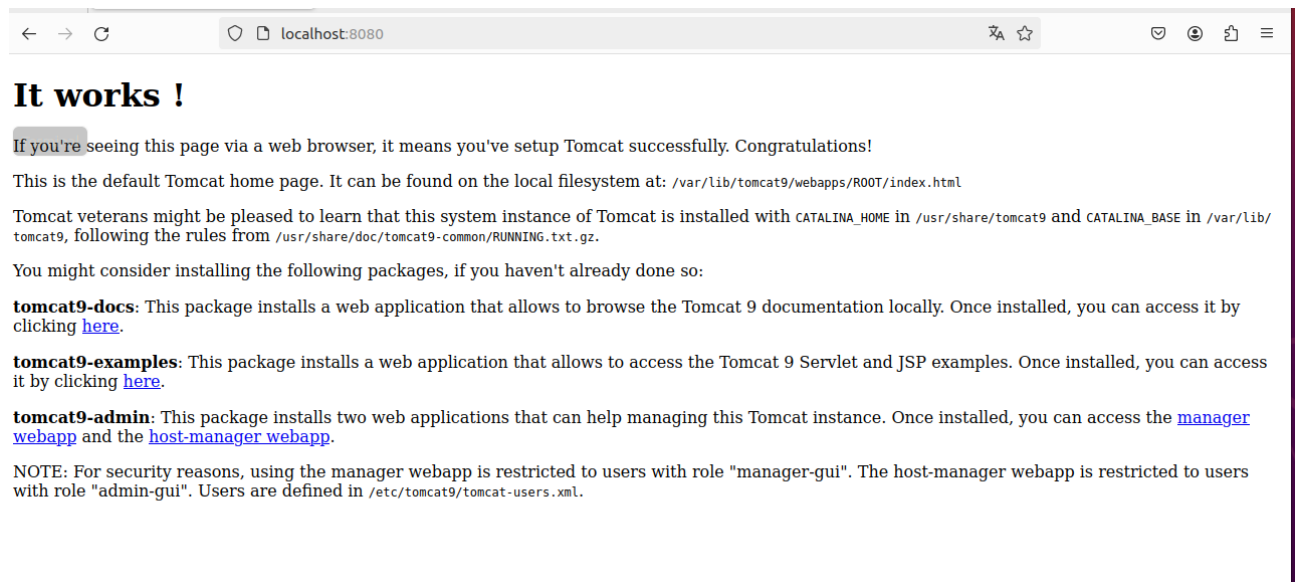 localhost:8080
It works !
If you're seeing this page via a web browser, it means you've setup Tomcat successfully. Congratulations!
This is the default Tomcat home page. It can be found on the local filesystem at: /var/lib/tomcat9/webapps/ROOT/index.html
Tomcat veterans might be pleased to learn that this system instance of Tomcat is installed with CATALINA_HOME in /usr/share/tomcat9 and CATALINA_BASE in /var/lib/
tomcat9, following the rules from /usr/share/doc/tomcat9-common/RUNNING.txt.gz.
You might consider installing the following packages, if you haven't already done so:
tomcat9-docs: This package installs a web application that allows to browse the Tomcat 9 documentation locally. Once installed, you can access it by
clicking here.
tomcat9-examples: This package installs a web application that allows to access the Tomcat 9 Servlet and JSP examples. Once installed, you can access
it by clicking here.
tomcat9-admin: This package installs two web applications that can help managing this Tomcat instance. Once installed, you can access the manager
webapp and the host-manager webapp.
NOTE: For security reasons, using the manager webapp is restricted to users with role "manager-gui". The host-manager webapp is restricted to users
with role "admin-gui". Users are defined in /etc/tomcat9/tomcat-users.xml.